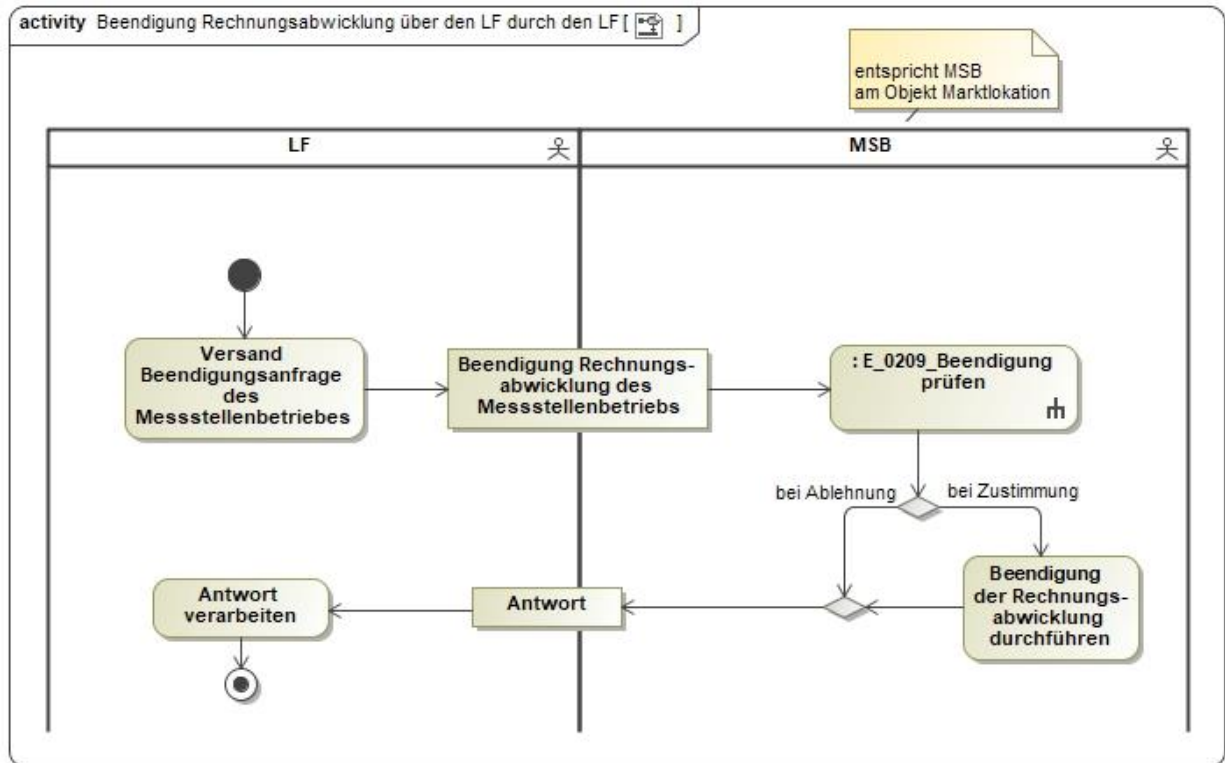 activity Beendigung Rechnungsabwicklung über den LF durch den LF [ ]
entspricht MSB
am Objekt Marktlokation
LF
MSB
Versand
Beendigungsanfrage
des
Messstellenbetriebes
Beendigung Rechnungs-
abwicklung des
Messstellenbetriebs
: E_0209_Beendigung
prüfen
bei Ablehnung
bei Zustimmung
Beendigung
der Rechnungs-
abwicklung
durchführen
Antwort
Antwort
verarbeiten